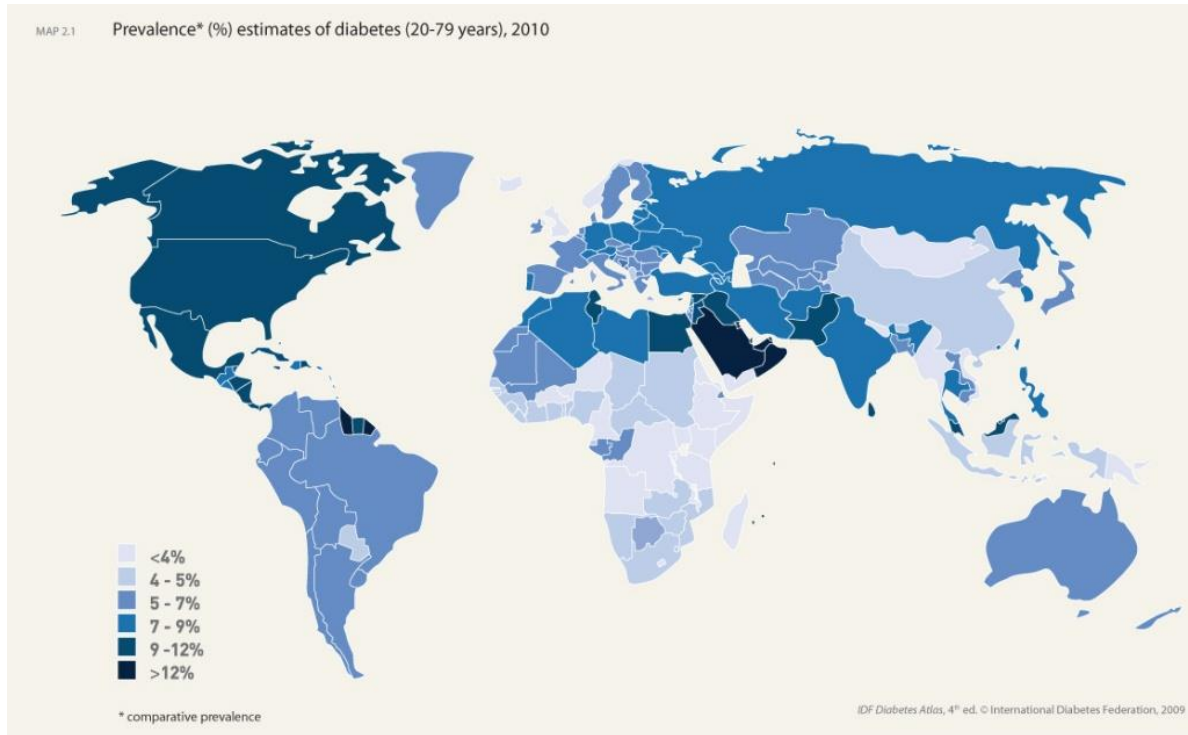 MAP 2.1 Prevalence* (%) estimates of diabetes (20-79 years), 2010
<4%
4 - 5%
5 - 7%
7 - 9%
9 -12%
>12%
* comparative prevalence
IDF Diabetes Atlas, 4th ed. © International Diabetes Federation, 2009